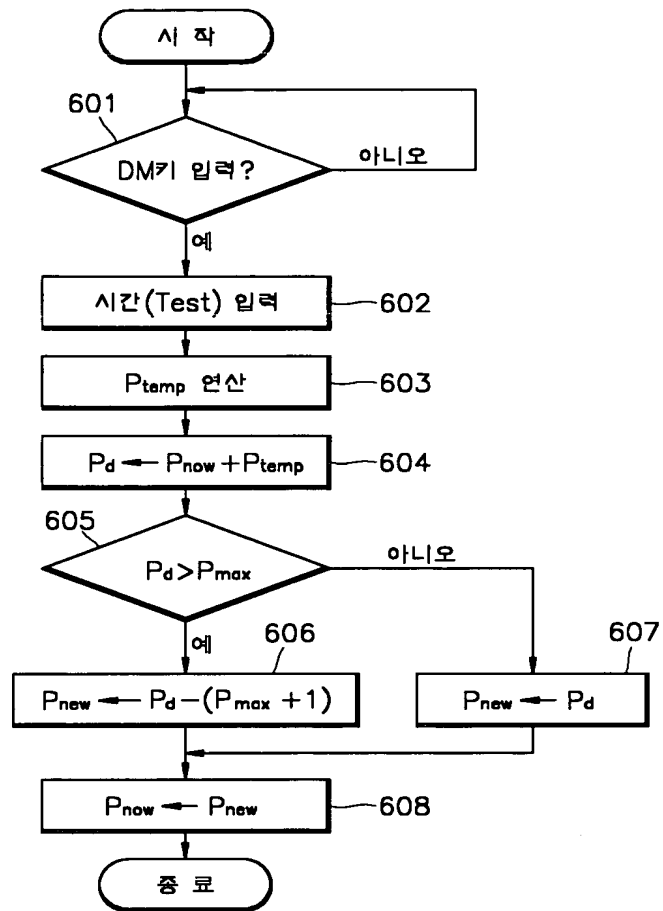 시 작
601
DM키 입력?
아니오
예
시간(Test) 입력
602
Ptemp 연산
603
Pd ← Pnow + Ptemp
604
605
Pd > Pmax
아니오
예
606
607
Pnew ← Pd - (Pmax + 1)
Pnew ← Pd
Pnow ← Pnew
608
종 료